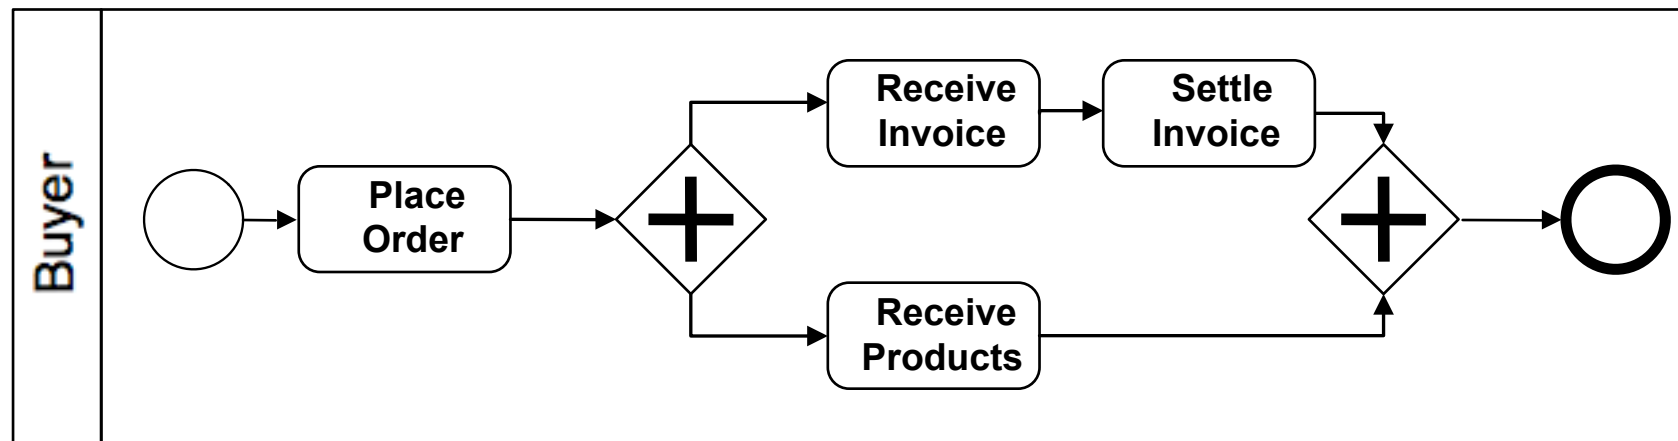 Buyer
Place
Order
Receive
Invoice
Settle
Invoice
Receive
Products